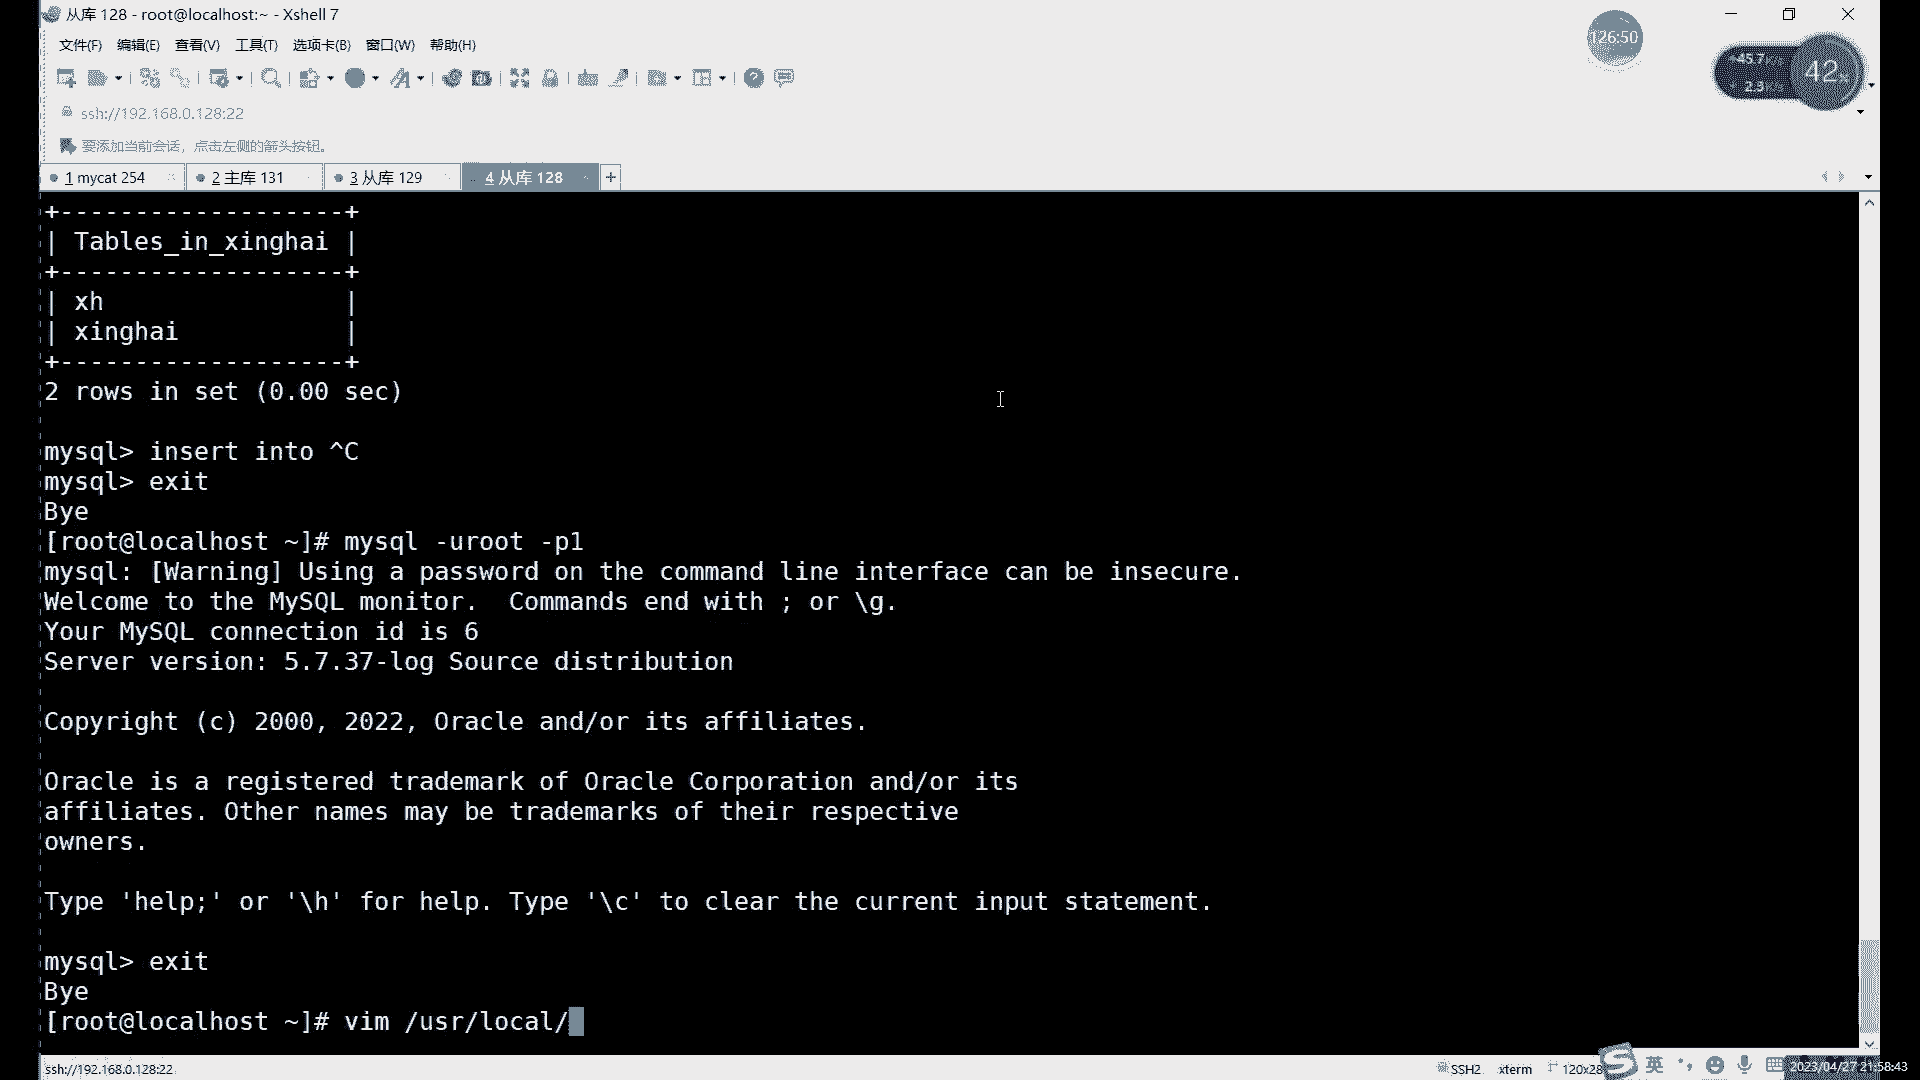 从库 128 - root@localhost:~ - Xshell 7
126:50
文件(F) 编辑(E) 查看(V) 工具(T) 选项卡(B) 窗口(W) 帮助(H)
42%
ssh://192.168.0.128:22
要添加当前会话，点击左侧的箭头按钮。
1 mycat 254 2 主库 131 3 从库 129 4 从库 128 +
+-------------------+
| Tables_in_xinghai |
+-------------------+
| xh |
| xinghai |
+-------------------+
2 rows in set (0.00 sec)
mysql> insert into ^C
mysql> exit
Bye
[root@localhost ~]# mysql -uroot -p1
mysql: [Warning] Using a password on the command line interface can be insecure.
Welcome to the MySQL monitor.  Commands end with ; or \g.
Your MySQL connection id is 6
Server version: 5.7.37-log Source distribution
Copyright (c) 2000, 2022, Oracle and/or its affiliates.
Oracle is a registered trademark of Oracle Corporation and/or its
affiliates. Other names may be trademarks of their respective
owners.
Type 'help;' or '\h' for help. Type '\c' to clear the current input statement.
mysql> exit
Bye
[root@localhost ~]# vim /usr/local/
ssh://192.168.0.128:22 SSH2 xterm 120x28 英 2023/04/27 21:58:43